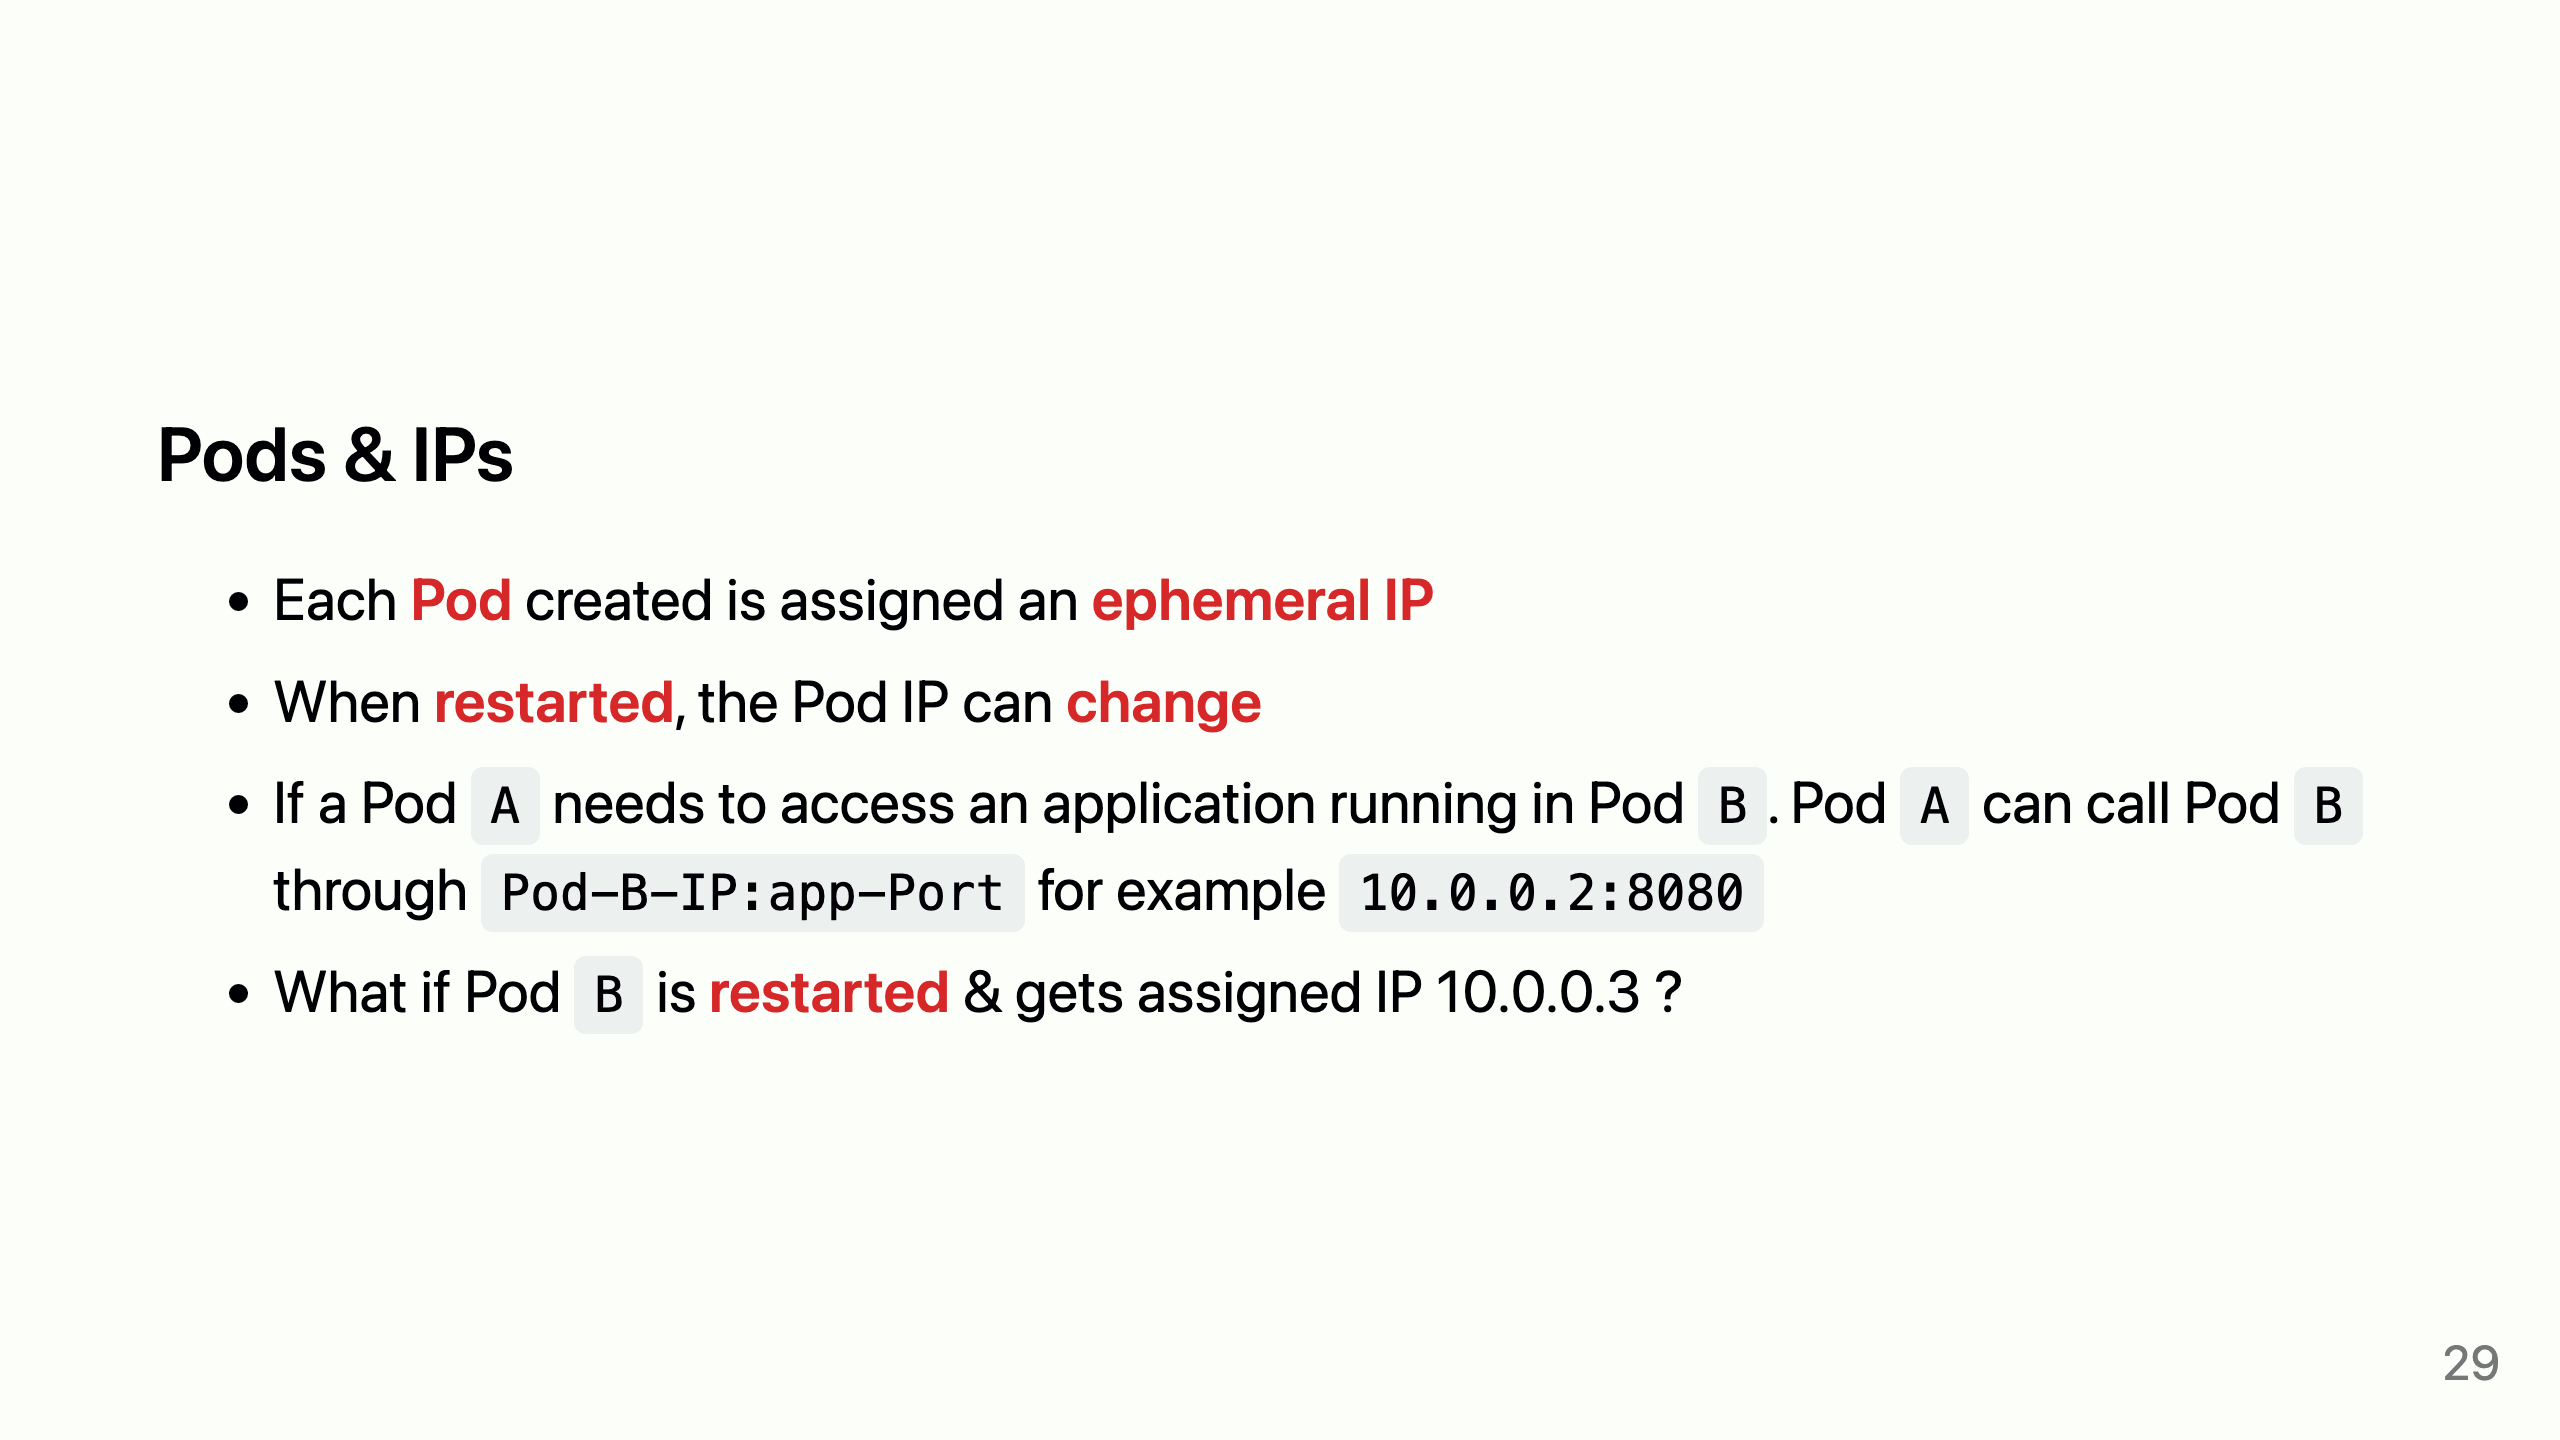 Pods & IPs
• Each Pod created is assigned an ephemeral IP
• When restarted, the Pod IP can change
• If a Pod A needs to access an application running in Pod B. Pod A can call Pod B
through Pod-B-IP:app-Port for example 10.0.0.2:8080
• What if Pod B is restarted & gets assigned IP 10.0.0.3 ?
29